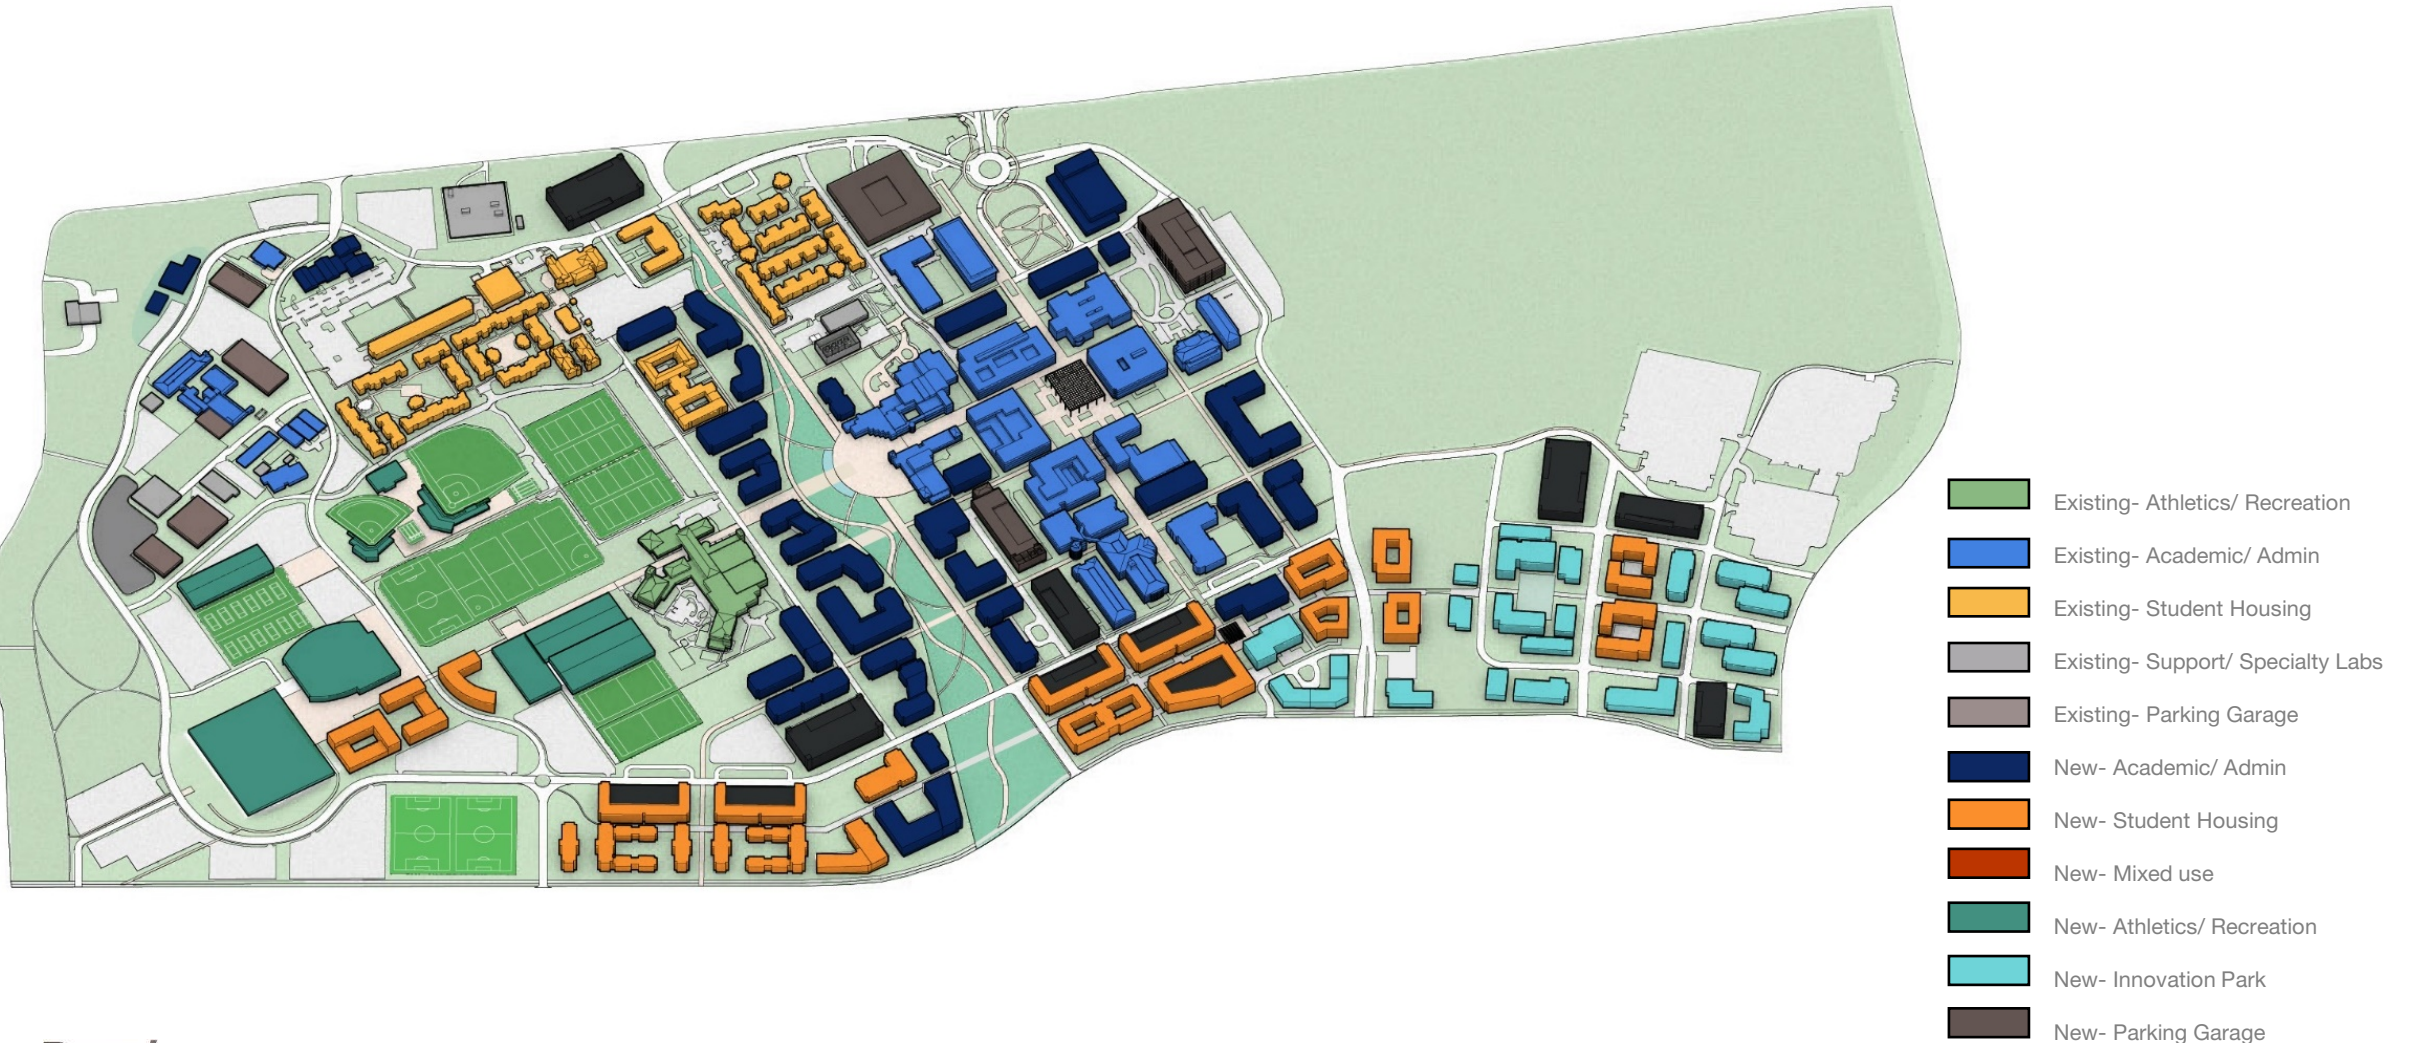 Existing- Athletics/ Recreation
Existing- Academic/ Admin
Existing- Student Housing
Existing- Support/ Specialty Labs
Existing- Parking Garage
New- Academic/ Admin
New- Student Housing
New- Mixed use
New- Athletics/ Recreation
New- Innovation Park
New- Parking Garage